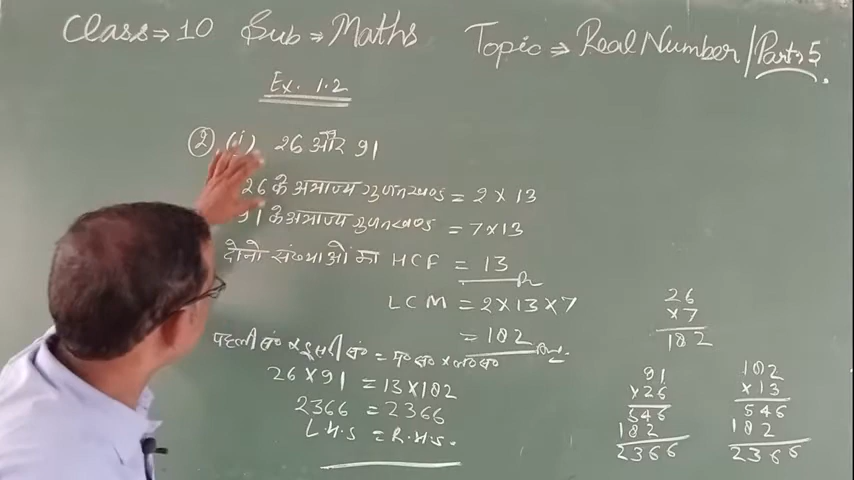 Class ⇒ 10 Sub ⇒ Maths Topic ⇒ Real Number / Part 5
Ex. 1.2
② (i) 26 और 91
26 के अभाज्य गुणनखण्ड = 2 × 13
91 के अभाज्य गुणनखण्ड = 7 × 13
दोनो संख्याओं का HCF = 13
LCM = 2 × 13 × 7
= 182
पहली सं० × दूसरी सं० = म० स० × ल० स०
26 × 91 = 13 × 182
2366 = 2366
L.H.S = R.H.S.
26
×7
182
91
×26
546
182
2366
182
×13
546
182
2366